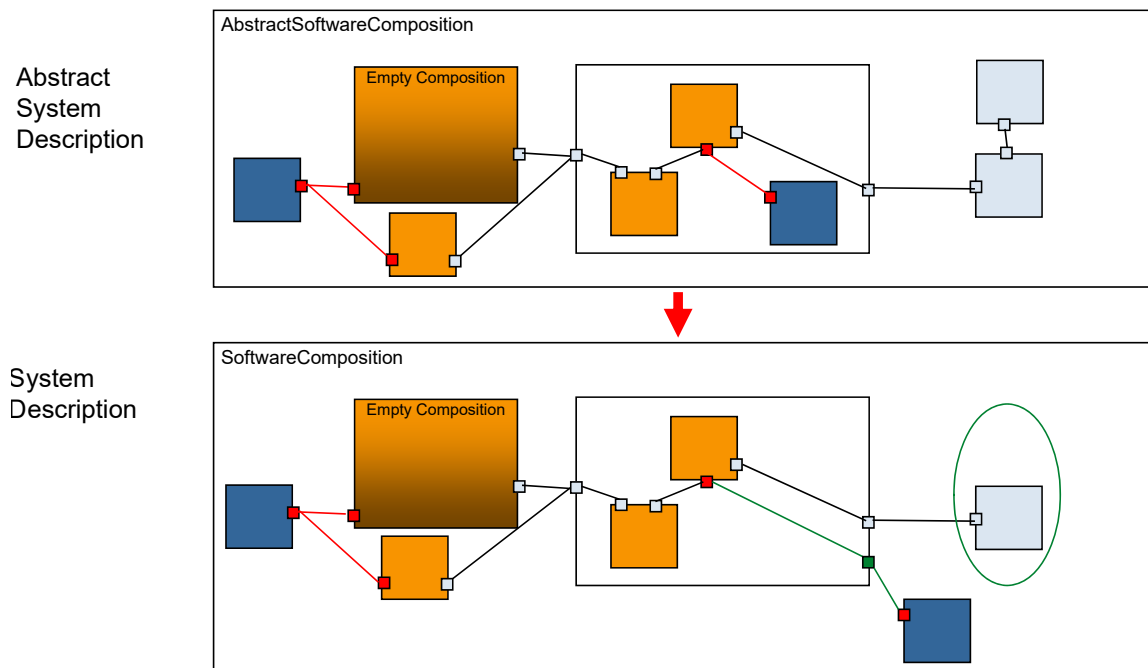 AbstractSoftwareComposition
Abstract
System
Description
Empty Composition
SoftwareComposition
System
Description
Empty Composition